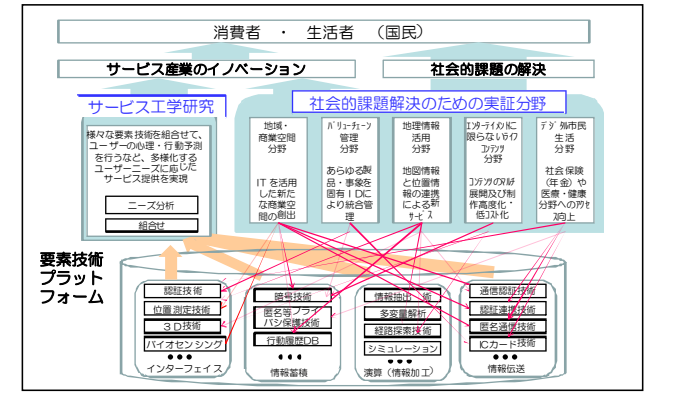 消費者 ・ 生活者 （国民）
サービス産業のイノベーション
社会的課題の解決
サービス工学研究
社会的課題解決のための実証分野
様々な要素技術を組合せて、
ユーザーの心理・行動予測
を行うなど、多様化する
ユーザーニーズに応じた
サービス提供を実現
ニーズ分析
組合せ
地域・
商業空間
分野
ITを活用
した新た
な商業空
間の創出
バリューチェーン
管理
分野
あらゆる製
品・事象を
固有IDに
より統合管
理
地理情報
活用
分野
地図情報
と位置情
報の連携
による新
サービス
エンターテイメントに
限らないライフ
コンテンツ
分野
コンテンツのマルチ
展開及び制
作高度化・
低コスト化
デジタル市民
生活
分野
社会保険
（年金）や
医療・健康
分野へのアクセ
ス向上
要素技術
プラット
フォーム
認証技術
位置測定技術
3D技術
バイオセンシング
●●●
インターフェイス
暗号技術
匿名等プライ
バシ保護技術
行動履歴DB
●●●
情報蓄積
情報抽出技術
多変量解析
経路探索技術
シミュレーション
●●●
演算（情報加工）
通信認証技術
認証連携技術
匿名通信技術
ICカード技術
●●●
情報伝送